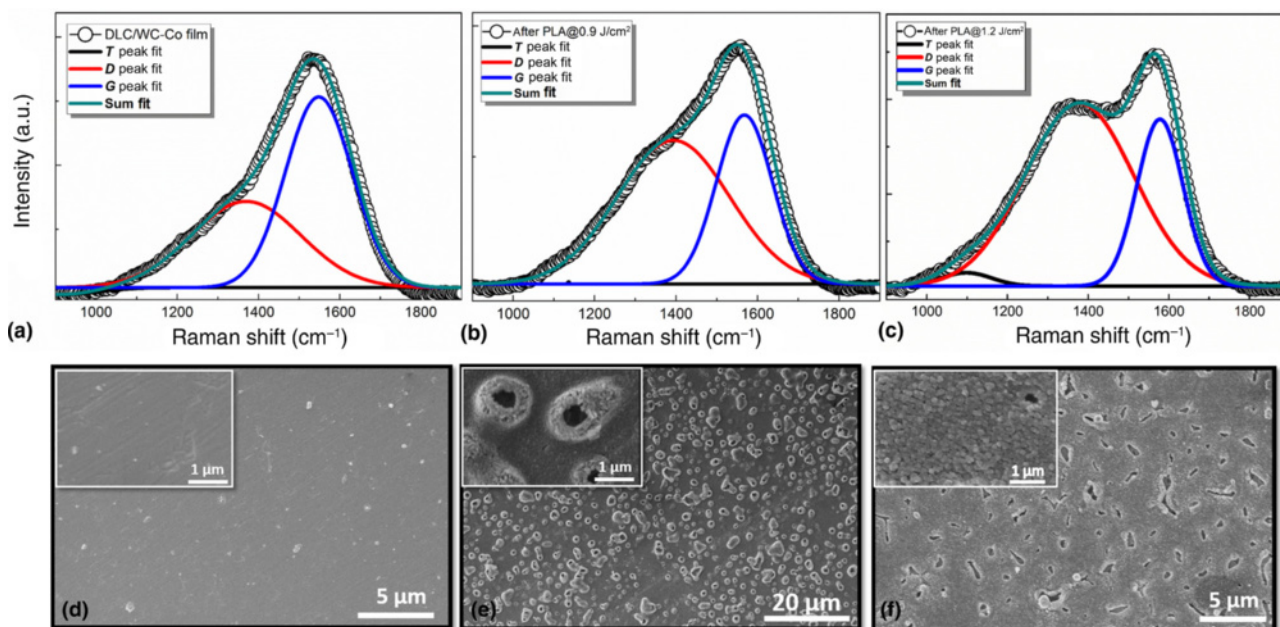 DLC/WC-Co film
T peak fit
D peak fit
G peak fit
Sum fit
After PLA@0.9 J/cm²
T peak fit
D peak fit
G peak fit
Sum fit
After PLA@1.2 J/cm²
T peak fit
D peak fit
G peak fit
Sum fit
Intensity (a.u.)
1000 1200 1400 1600 1800
1000 1200 1400 1600 1800
1000 1200 1400 1600 1800
(a) Raman shift (cm⁻¹)
(b) Raman shift (cm⁻¹)
(c) Raman shift (cm⁻¹)
1 µm
1 µm
1 µm
(d) 5 µm
(e) 20 µm
(f) 5 µm